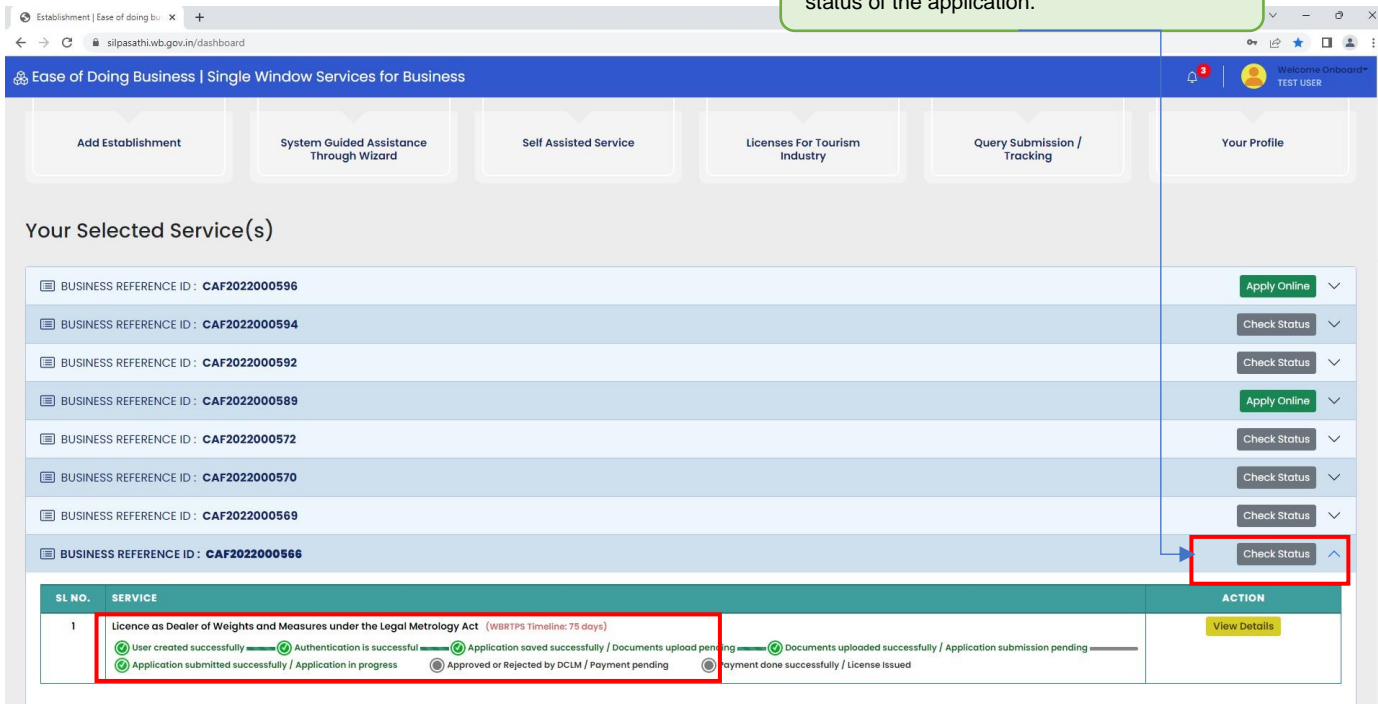 status of the application.
Establishment | Ease of doing bu
silpasathi.wb.gov.in/dashboard
Ease of Doing Business | Single Window Services for Business
3
Welcome Onboard
TEST USER
Add Establishment
System Guided Assistance
Through Wizard
Self Assisted Service
Licenses For Tourism
Industry
Query Submission /
Tracking
Your Profile
Your Selected Service(s)
BUSINESS REFERENCE ID : CAF2022000596
Apply Online
BUSINESS REFERENCE ID : CAF2022000594
Check Status
BUSINESS REFERENCE ID : CAF2022000592
Check Status
BUSINESS REFERENCE ID : CAF2022000589
Apply Online
BUSINESS REFERENCE ID : CAF2022000572
Check Status
BUSINESS REFERENCE ID : CAF2022000570
Check Status
BUSINESS REFERENCE ID : CAF2022000569
Check Status
BUSINESS REFERENCE ID : CAF2022000566
Check Status
SL NO. SERVICE ACTION
1 Licence as Dealer of Weights and Measures under the Legal Metrology Act (WBRTPS Timeline: 75 days) View Details
User created successfully Authentication is successful Application saved successfully / Documents upload pending Documents uploaded successfully / Application submission pending
Application submitted successfully / Application in progress Approved or Rejected by DCLM / Payment pending Payment done successfully / License Issued